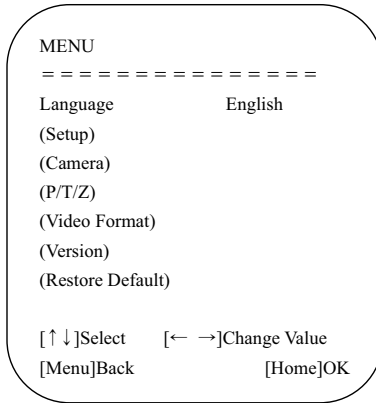 MENU
= = = = = = = = = = = = = = =
Language English
(Setup)
(Camera)
(P/T/Z)
(Video Format)
(Version)
(Restore Default)
[↑↓]Select [← →]Change Value
[Menu]Back [Home]OK